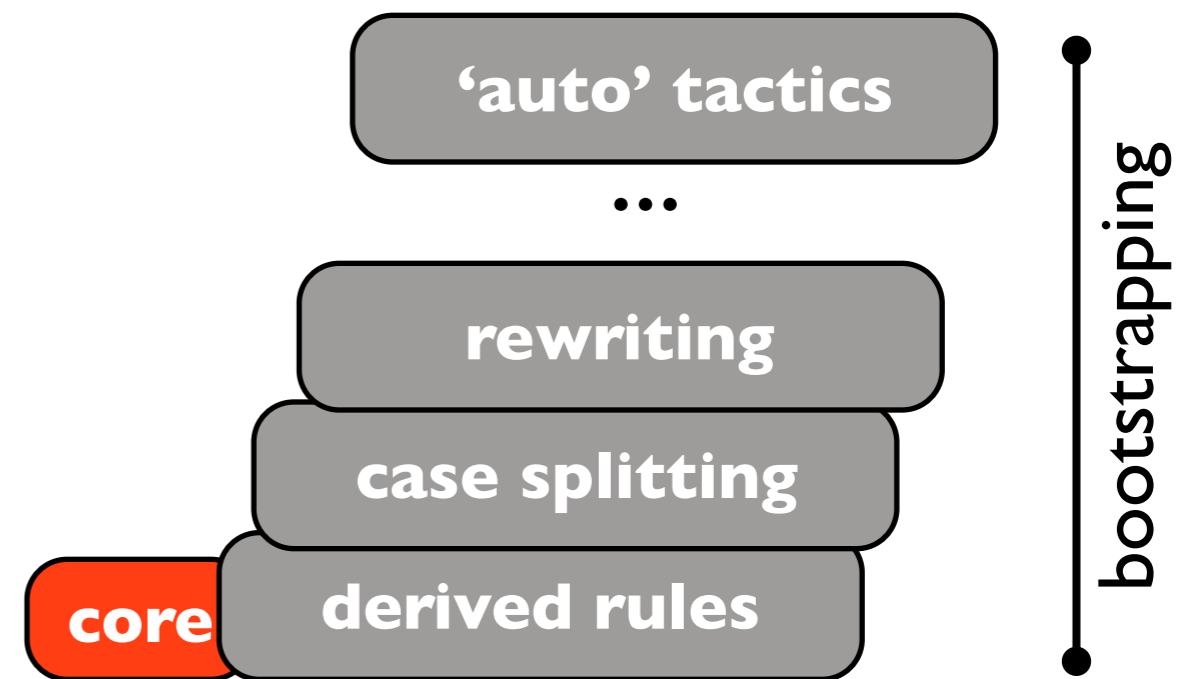 ‘auto’ tactics
...
rewriting
case splitting
core
derived rules
bootstrapping